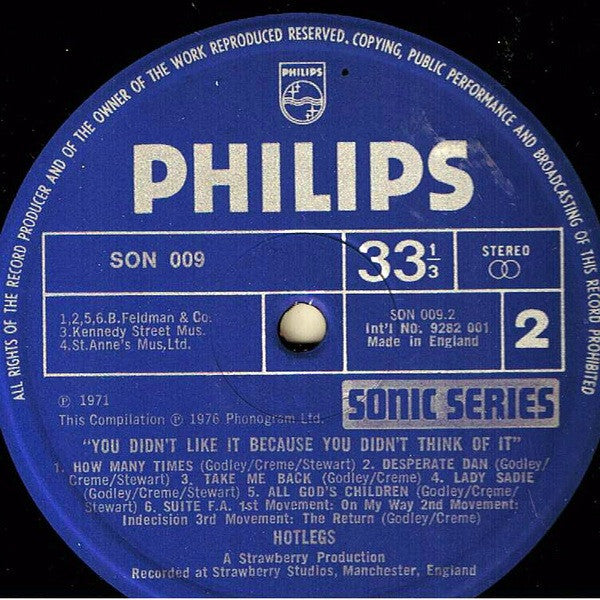 ALL RIGHTS OF THE RECORD PRODUCER AND OF THE OWNER OF THE WORK REPRODUCED RESERVED. COPYING, PUBLIC PERFORMANCE AND BROADCASTING OF THIS RECORD PROHIBITED
PHILIPS
PHILIPS
SON 009
33 1/3
STEREO
1,2,5,6.B.Feldman & Co.
3.Kennedy Street Mus.
4.St.Anne's Mus,Ltd.
SON 009.2
Int'l NO. 9282 001
Made in England
2
℗ 1971
This Compilation ℗ 1976 Phonogram Ltd.
SONIC SERIES
"YOU DIDN'T LIKE IT BECAUSE YOU DIDN'T THINK OF IT"
1. HOW MANY TIMES (Godley/Creme/Stewart) 2. DESPERATE DAN (Godley/
Creme/Stewart) 3. TAKE ME BACK (Godley/Creme) 4. LADY SADIE
(Godley/Creme/Stewart) 5. ALL GOD'S CHILDREN (Godley/Creme/
Stewart) 6. SUITE F.A. 1st Movement: On My Way 2nd Movement:
Indecision 3rd Movement: The Return (Godley/Creme)
HOTLEGS
A Strawberry Production
Recorded at Strawberry Studios, Manchester, England